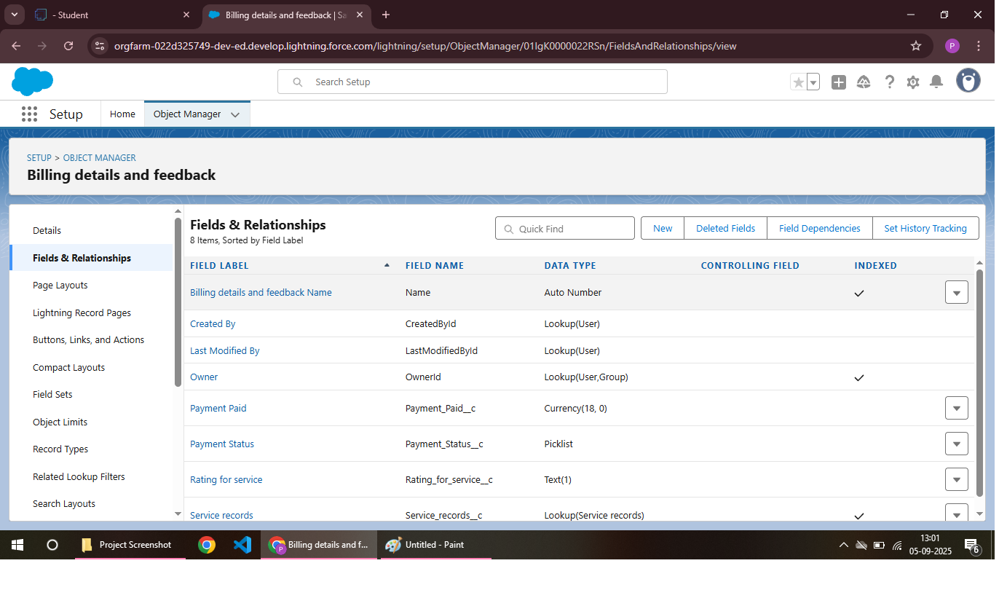 - Student
Billing details and feedback | Sa
orgfarm-022d325749-dev-ed.develop.lightning.force.com/lightning/setup/ObjectManager/01IgK0000022RSn/FieldsAndRelationships/view
P
Search Setup
Setup
Home
Object Manager
SETUP > OBJECT MANAGER
Billing details and feedback
Details
Fields & Relationships
Page Layouts
Lightning Record Pages
Buttons, Links, and Actions
Compact Layouts
Field Sets
Object Limits
Record Types
Related Lookup Filters
Search Layouts
Fields & Relationships
8 Items, Sorted by Field Label
Quick Find
New
Deleted Fields
Field Dependencies
Set History Tracking
FIELD LABEL FIELD NAME DATA TYPE CONTROLLING FIELD INDEXED
Billing details and feedback Name Name Auto Number
Created By CreatedById Lookup(User)
Last Modified By LastModifiedById Lookup(User)
Owner OwnerId Lookup(User,Group)
Payment Paid Payment_Paid__c Currency(18, 0)
Payment Status Payment_Status__c Picklist
Rating for service Rating_for_service__c Text(1)
Service records Service_records__c Lookup(Service records)
Project Screenshot
P
Billing details and f...
Untitled - Paint
13:01
05-09-2025
6